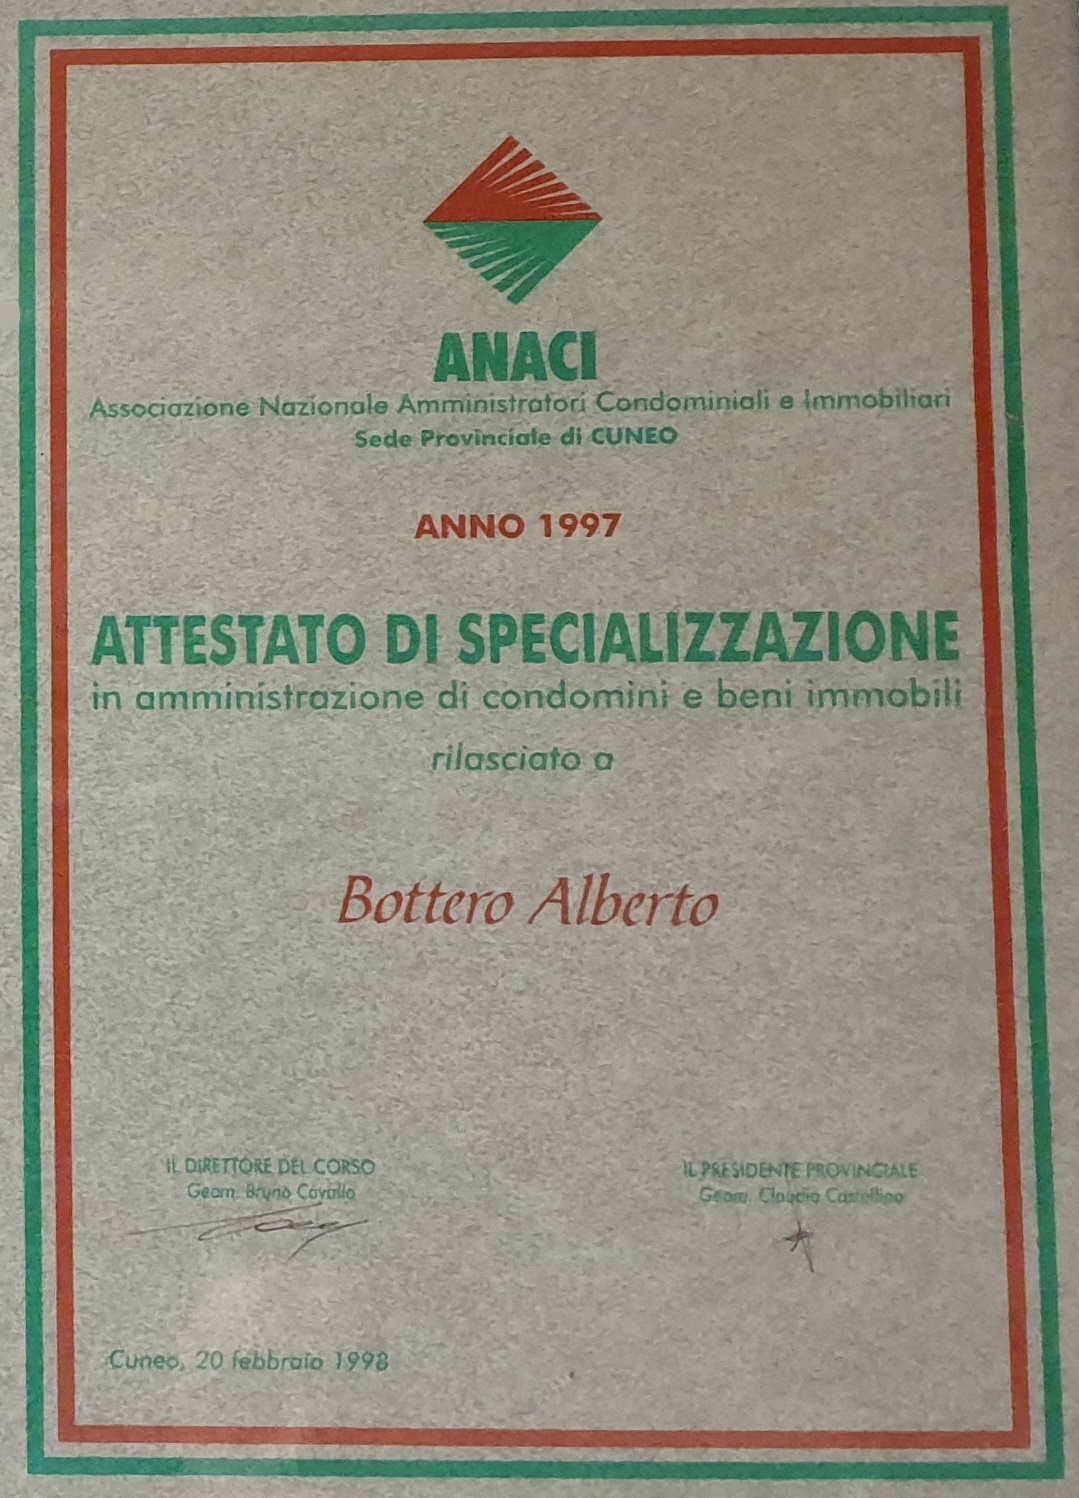 ANACI
Associazione Nazionale Amministratori Condominiali e Immobiliari
Sede Provinciale di CUNEO
ANNO 1997
ATTESTATO DI SPECIALIZZAZIONE
in amministrazione di condomini e beni immobili
rilasciato a
Bottero Alberto
IL DIRETTORE DEL CORSO
Geom. Bruno Cavallo
IL PRESIDENTE PROVINCIALE
Geom. Claudio Castellino
Cuneo, 20 febbraio 1998